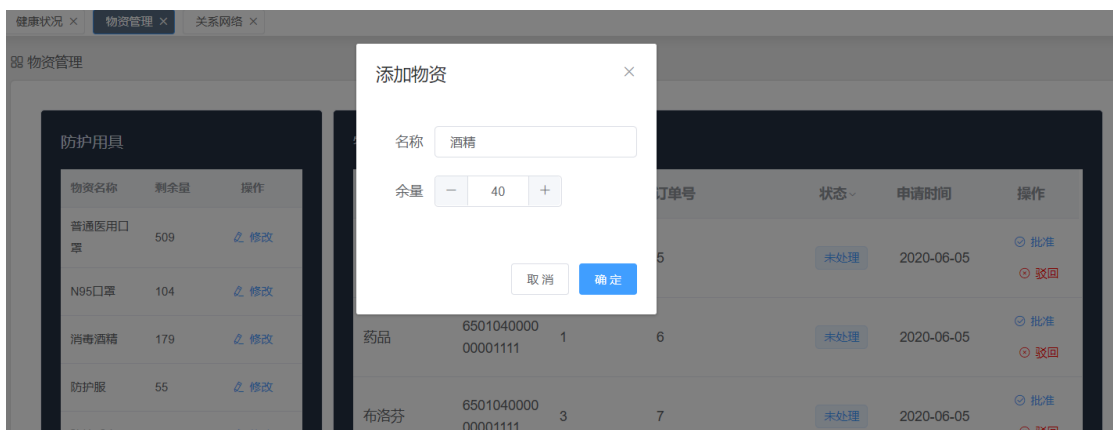 健康状况 ×
物资管理 ×
关系网络 ×
物资管理
添加物资 ×
名称 酒精
余量 − 40 +
取消 确定
防护用具
物资名称 剩余量 操作
普通医用口
罩
509 修改
N95口罩 104 修改
消毒酒精 179 修改
防护服 55 修改
订单号 状态 申请时间 操作
5 未处理 2020-06-05 批准
驳回
药品
6501040000
00001111
1 6 未处理 2020-06-05 批准
驳回
布洛芬
6501040000
00001111
3 7 未处理 2020-06-05 批准
驳回